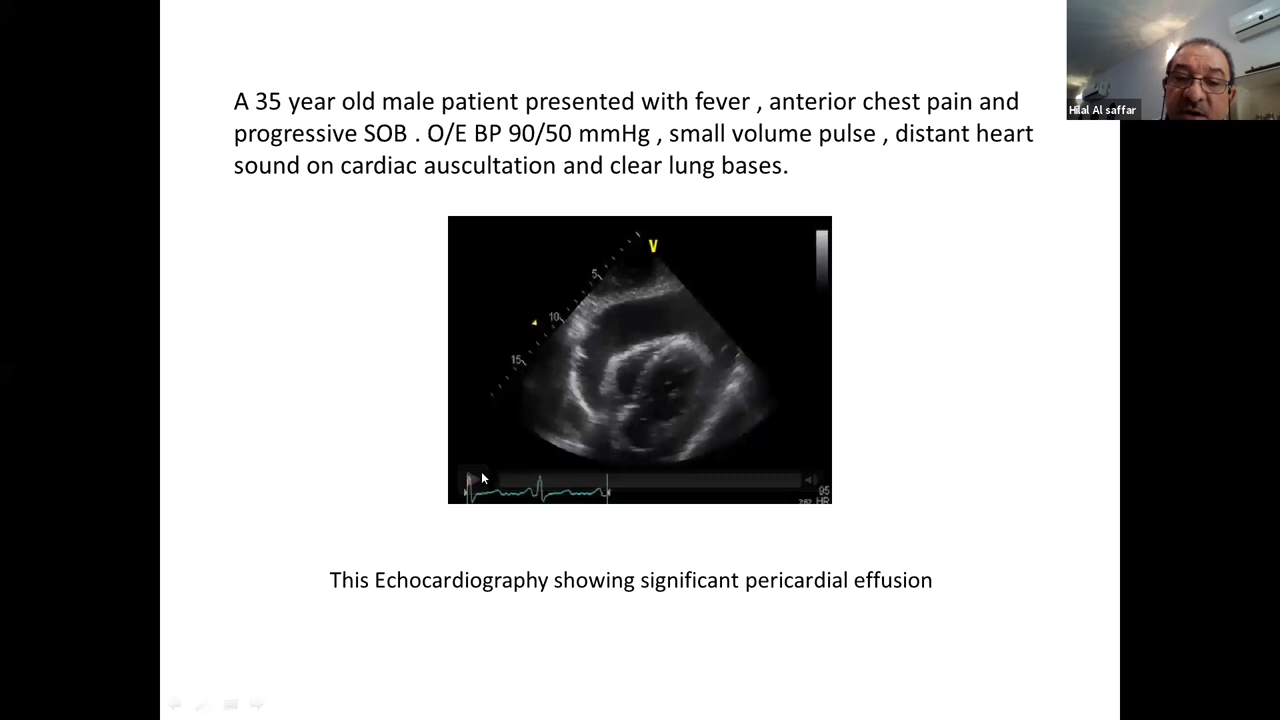 A 35 year old male patient presented with fever , anterior chest pain and
progressive SOB . O/E BP 90/50 mmHg , small volume pulse , distant heart
sound on cardiac auscultation and clear lung bases.
Hilal Al saffar
V
5
10
15
95
HR
This Echocardiography showing significant pericardial effusion